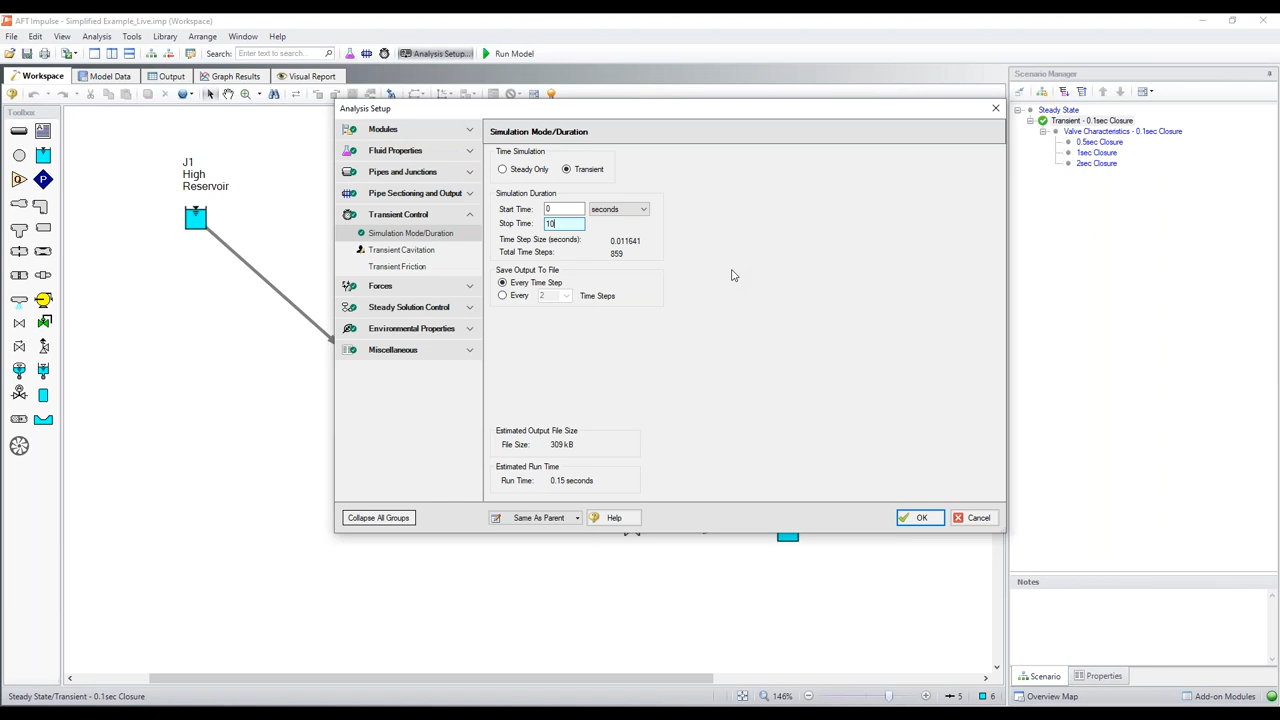 AFT Impulse - Simplified Example_Live.imp (Workspace)
File Edit View Analysis Tools Library Arrange Window Help
Search: Enter text to search... Analysis Setup... Run Model
Workspace Model Data Output Graph Results Visual Report
Toolbox
J1
High
Reservoir
Analysis Setup
Modules
Fluid Properties
Pipes and Junctions
Pipe Sectioning and Output
Transient Control
Simulation Mode/Duration
Transient Cavitation
Transient Friction
Forces
Steady Solution Control
Environmental Properties
Miscellaneous
Simulation Mode/Duration
Time Simulation
Steady Only Transient
Simulation Duration
Start Time: 0 seconds
Stop Time: 10
Time Step Size (seconds): 0.011641
Total Time Steps: 859
Save Output To File
Every Time Step
Every 2 Time Steps
Estimated Output File Size
File Size: 309 kB
Estimated Run Time
Run Time: 0.15 seconds
Collapse All Groups Same As Parent Help OK Cancel
Scenario Manager
Steady State
Transient - 0.1sec Closure
Valve Characteristics - 0.1sec Closure
0.5sec Closure
1sec Closure
2sec Closure
Notes
Scenario Properties
Steady State/Transient - 0.1sec Closure 146% 5 6 Overview Map Add-on Modules